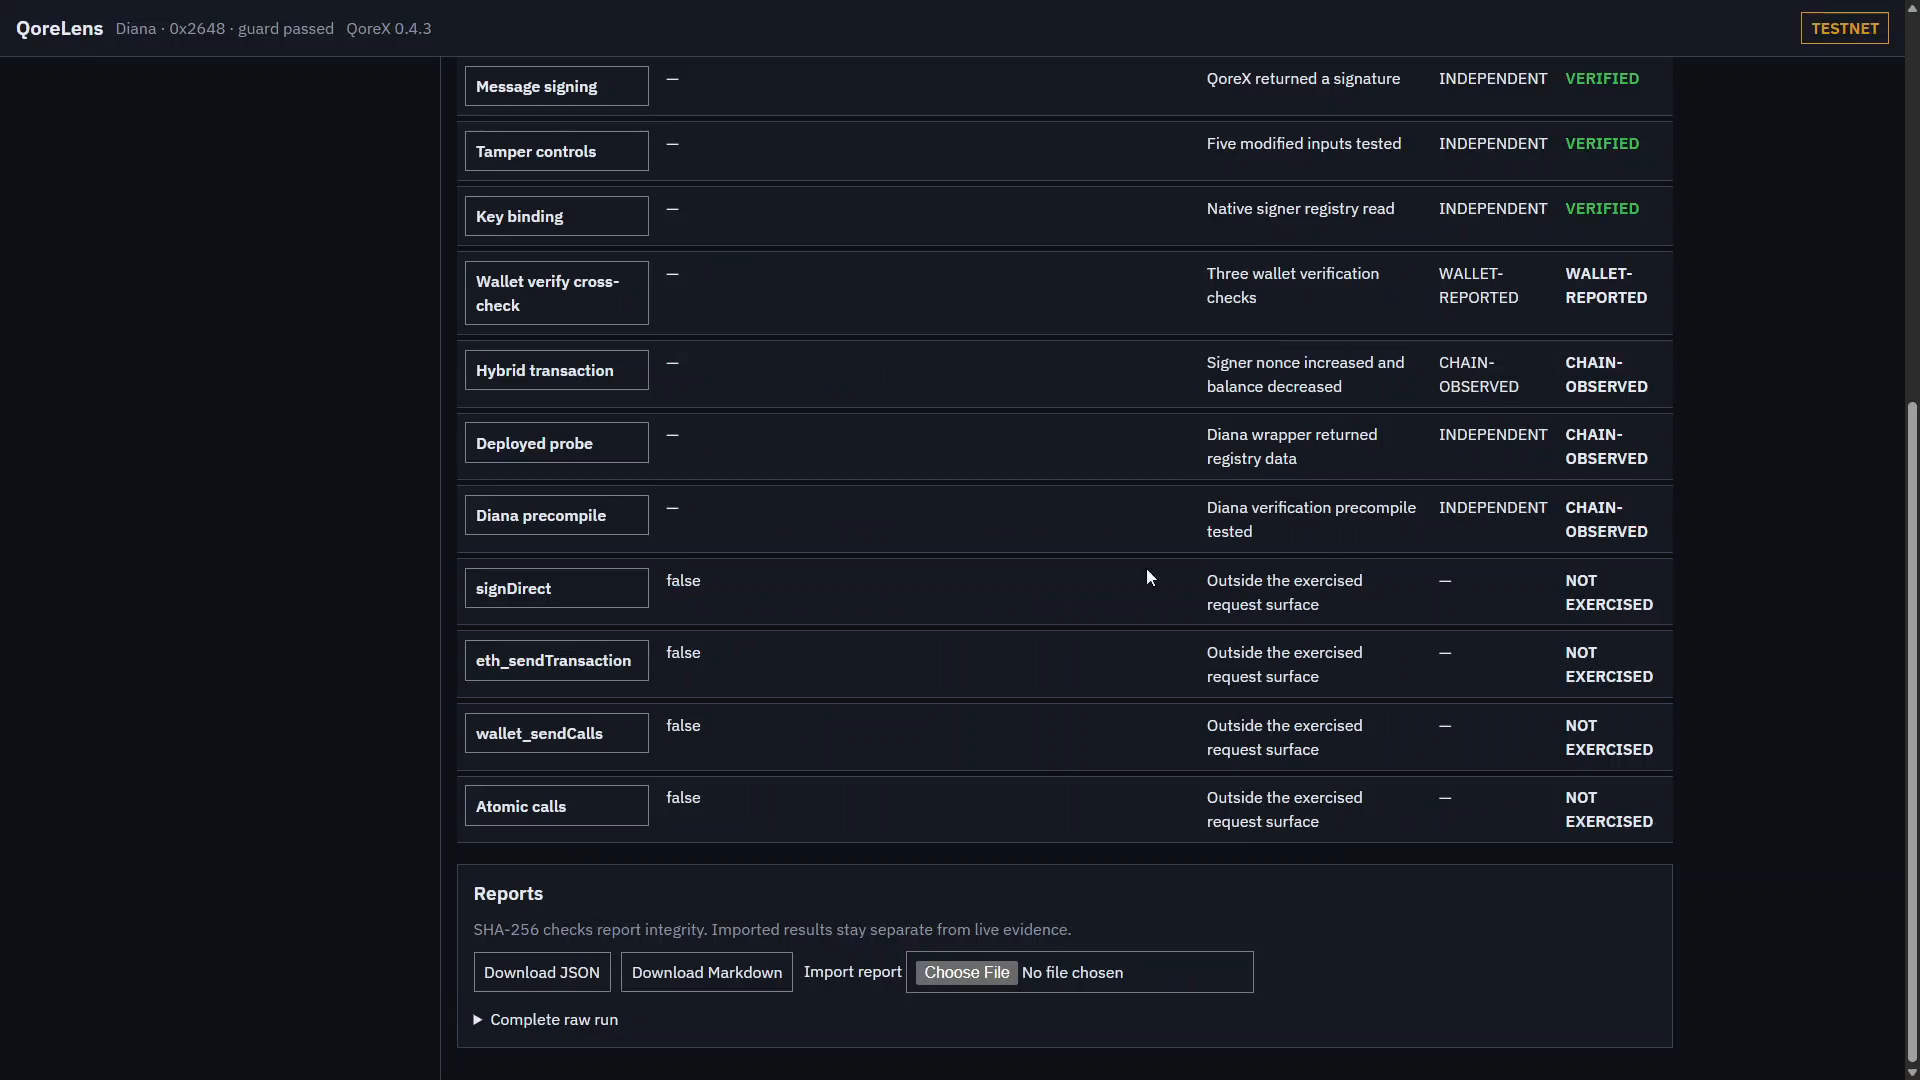 QoreLens Diana · 0x2648 · guard passed QoreX 0.4.3 TESTNET
Message signing — QoreX returned a signature INDEPENDENT VERIFIED
Tamper controls — Five modified inputs tested INDEPENDENT VERIFIED
Key binding — Native signer registry read INDEPENDENT VERIFIED
Wallet verify cross- — Three wallet verification WALLET- WALLET-
check checks REPORTED REPORTED
Hybrid transaction — Signer nonce increased and CHAIN- CHAIN-
balance decreased OBSERVED OBSERVED
Deployed probe — Diana wrapper returned INDEPENDENT CHAIN-
registry data OBSERVED
Diana precompile — Diana verification precompile INDEPENDENT CHAIN-
tested OBSERVED
signDirect false Outside the exercised — NOT
request surface EXERCISED
eth_sendTransaction false Outside the exercised — NOT
request surface EXERCISED
wallet_sendCalls false Outside the exercised — NOT
request surface EXERCISED
Atomic calls false Outside the exercised — NOT
request surface EXERCISED
Reports
SHA-256 checks report integrity. Imported results stay separate from live evidence.
Download JSON Download Markdown Import report Choose File No file chosen
Complete raw run